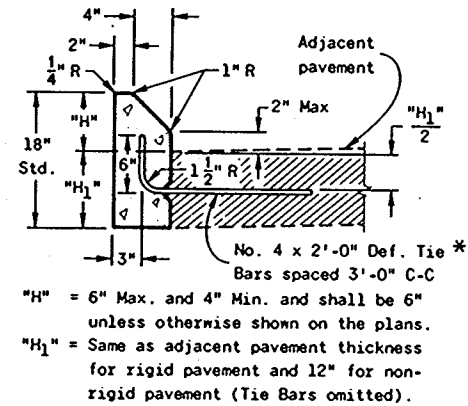 4"
2"
1/4" R
1" R
Adjacent
pavement
2" Max
"H₁"
2
"H"
18"
Std.
"H₁"
6"
1 1/2" R
3"
No. 4 x 2'-0" Def. Tie *
Bars spaced 3'-0" C-C
"H" = 6" Max. and 4" Min. and shall be 6"
unless otherwise shown on the plans.
"H₁" = Same as adjacent pavement thickness
for rigid pavement and 12" for non-
rigid pavement (Tie Bars omitted).